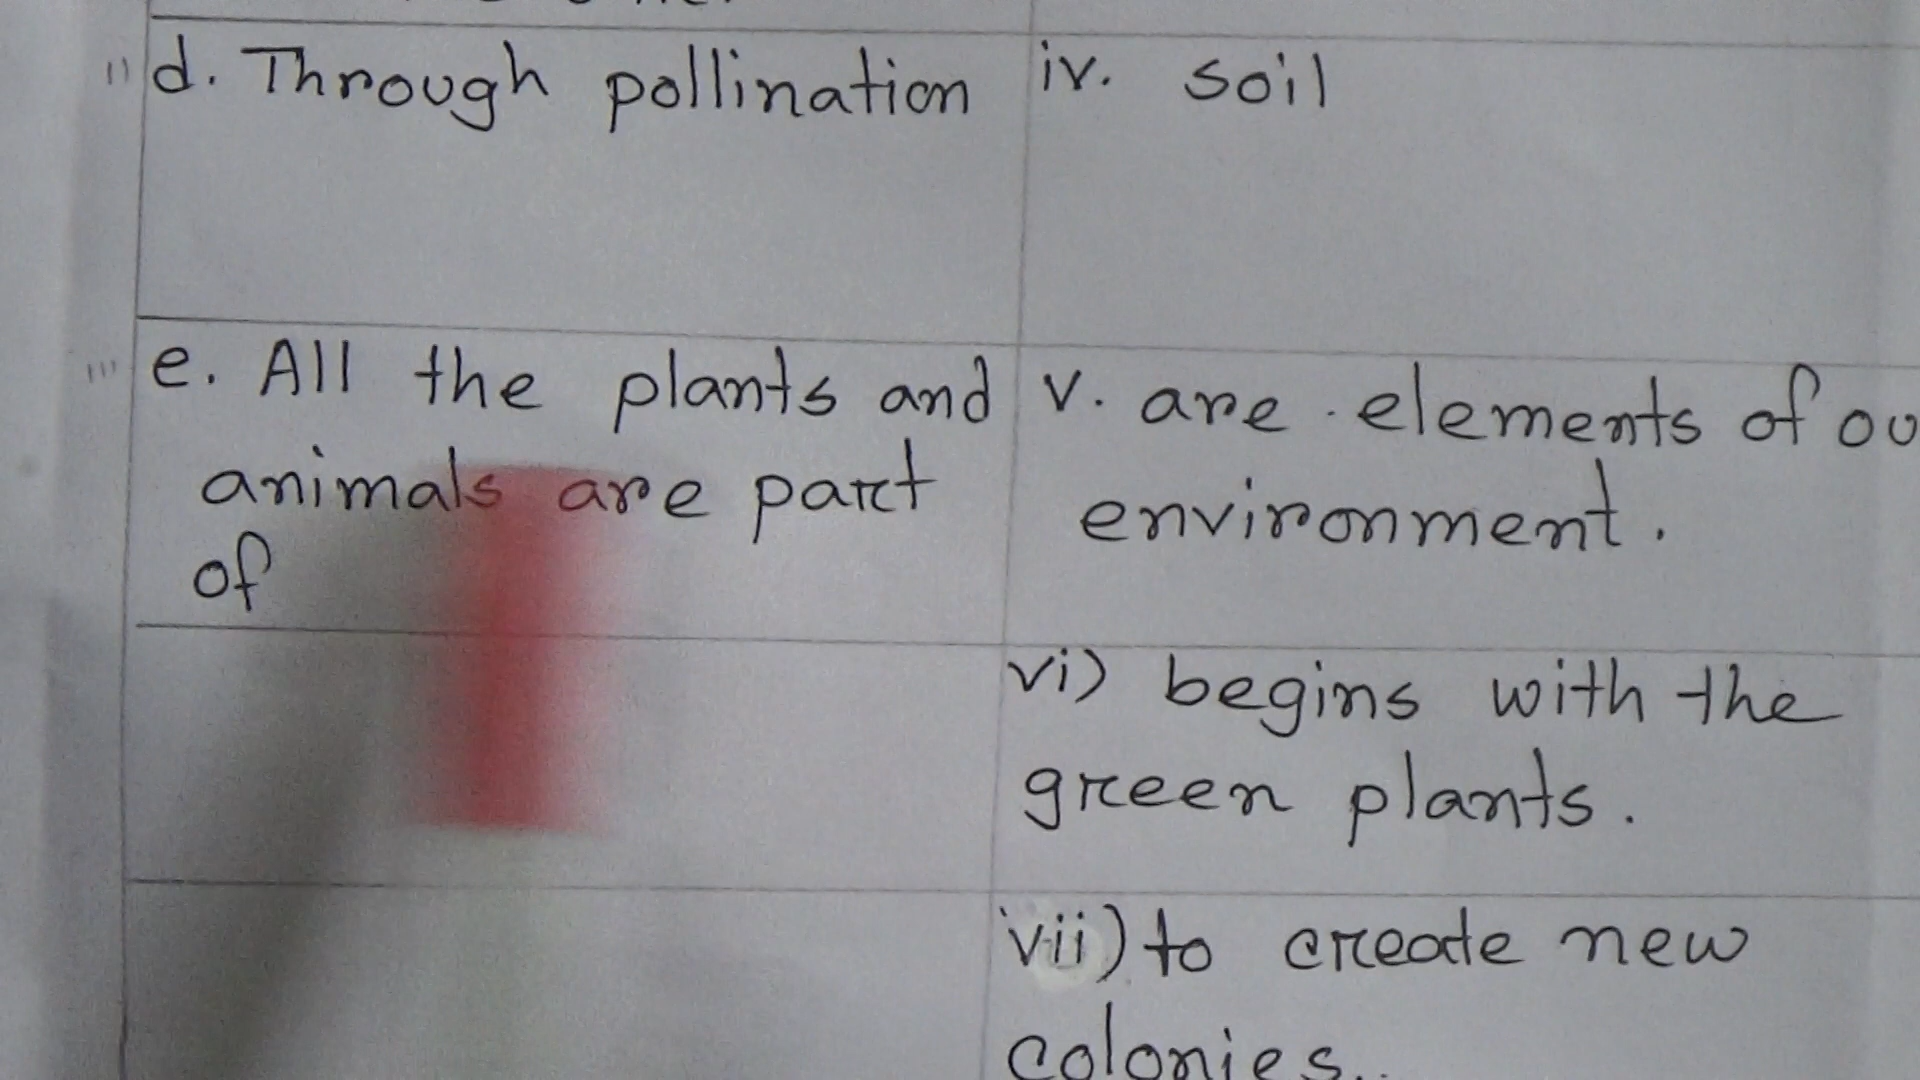 d. Through pollination
iv. soil
e. All the plants and
animals are part
of
v. are elements of ou
environment.
vi) begins with the
green plants.
vii) to create new
colonies.